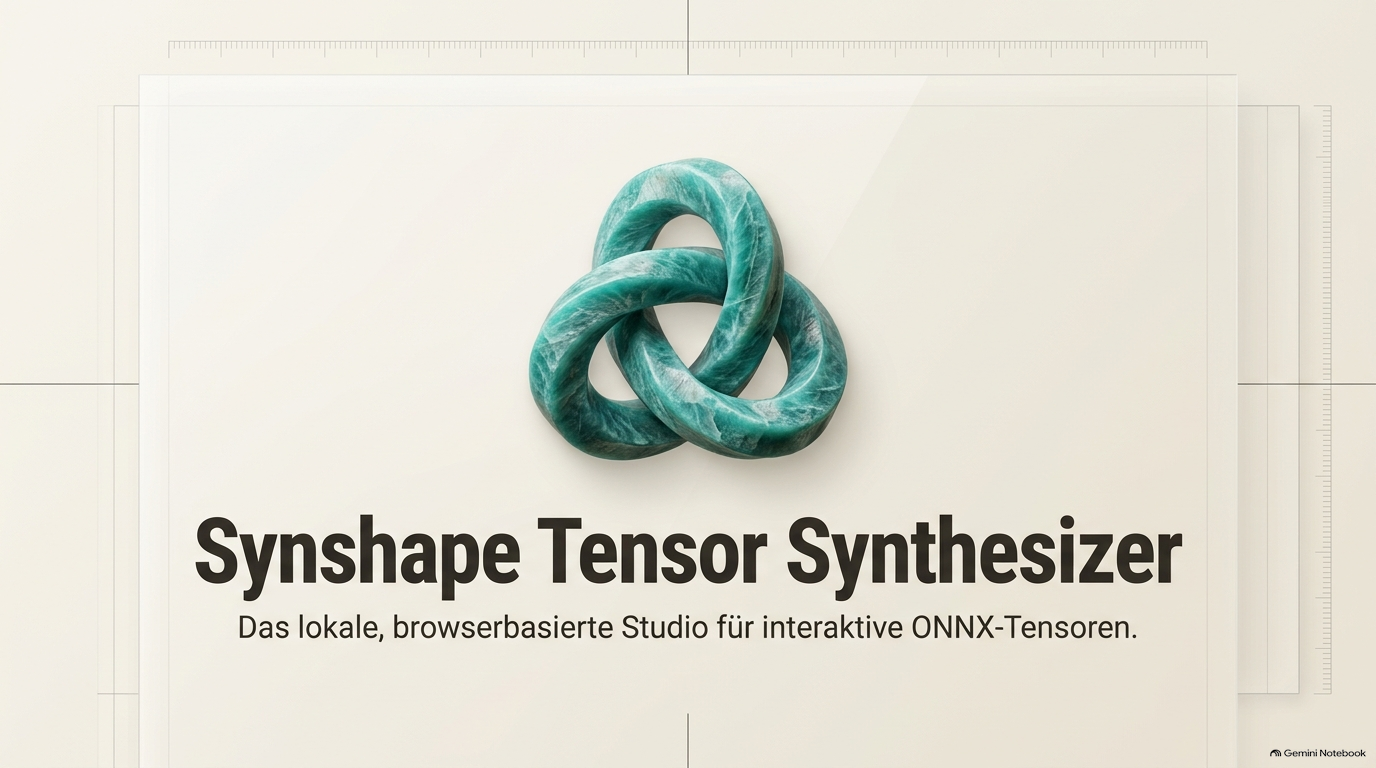 Synshape Tensor Synthesizer
Das lokale, browserbasierte Studio für interaktive ONNX-Tensoren.
Gemini Notebook